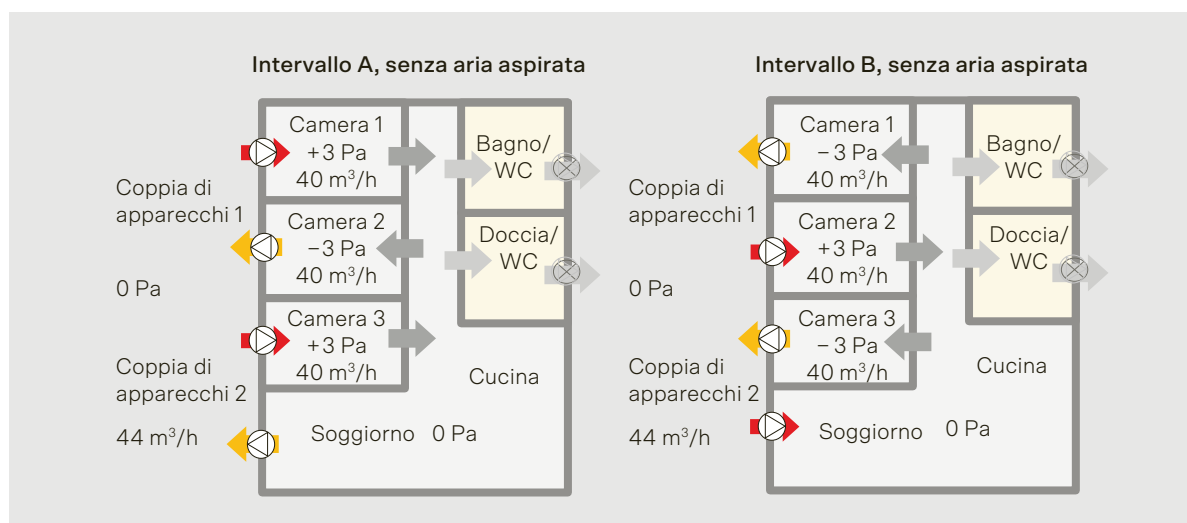 Intervallo A, senza aria aspirata
Camera 1
+3 Pa
40 m³/h
Bagno/
WC
Coppia di
apparecchi 1
Camera 2
−3 Pa
40 m³/h
Doccia/
WC
0 Pa
Camera 3
+3 Pa
40 m³/h
Coppia di
apparecchi 2
Cucina
44 m³/h
Soggiorno 0 Pa
Intervallo B, senza aria aspirata
Camera 1
−3 Pa
40 m³/h
Bagno/
WC
Coppia di
apparecchi 1
Camera 2
+3 Pa
40 m³/h
Doccia/
WC
0 Pa
Camera 3
−3 Pa
40 m³/h
Coppia di
apparecchi 2
Cucina
44 m³/h
Soggiorno 0 Pa